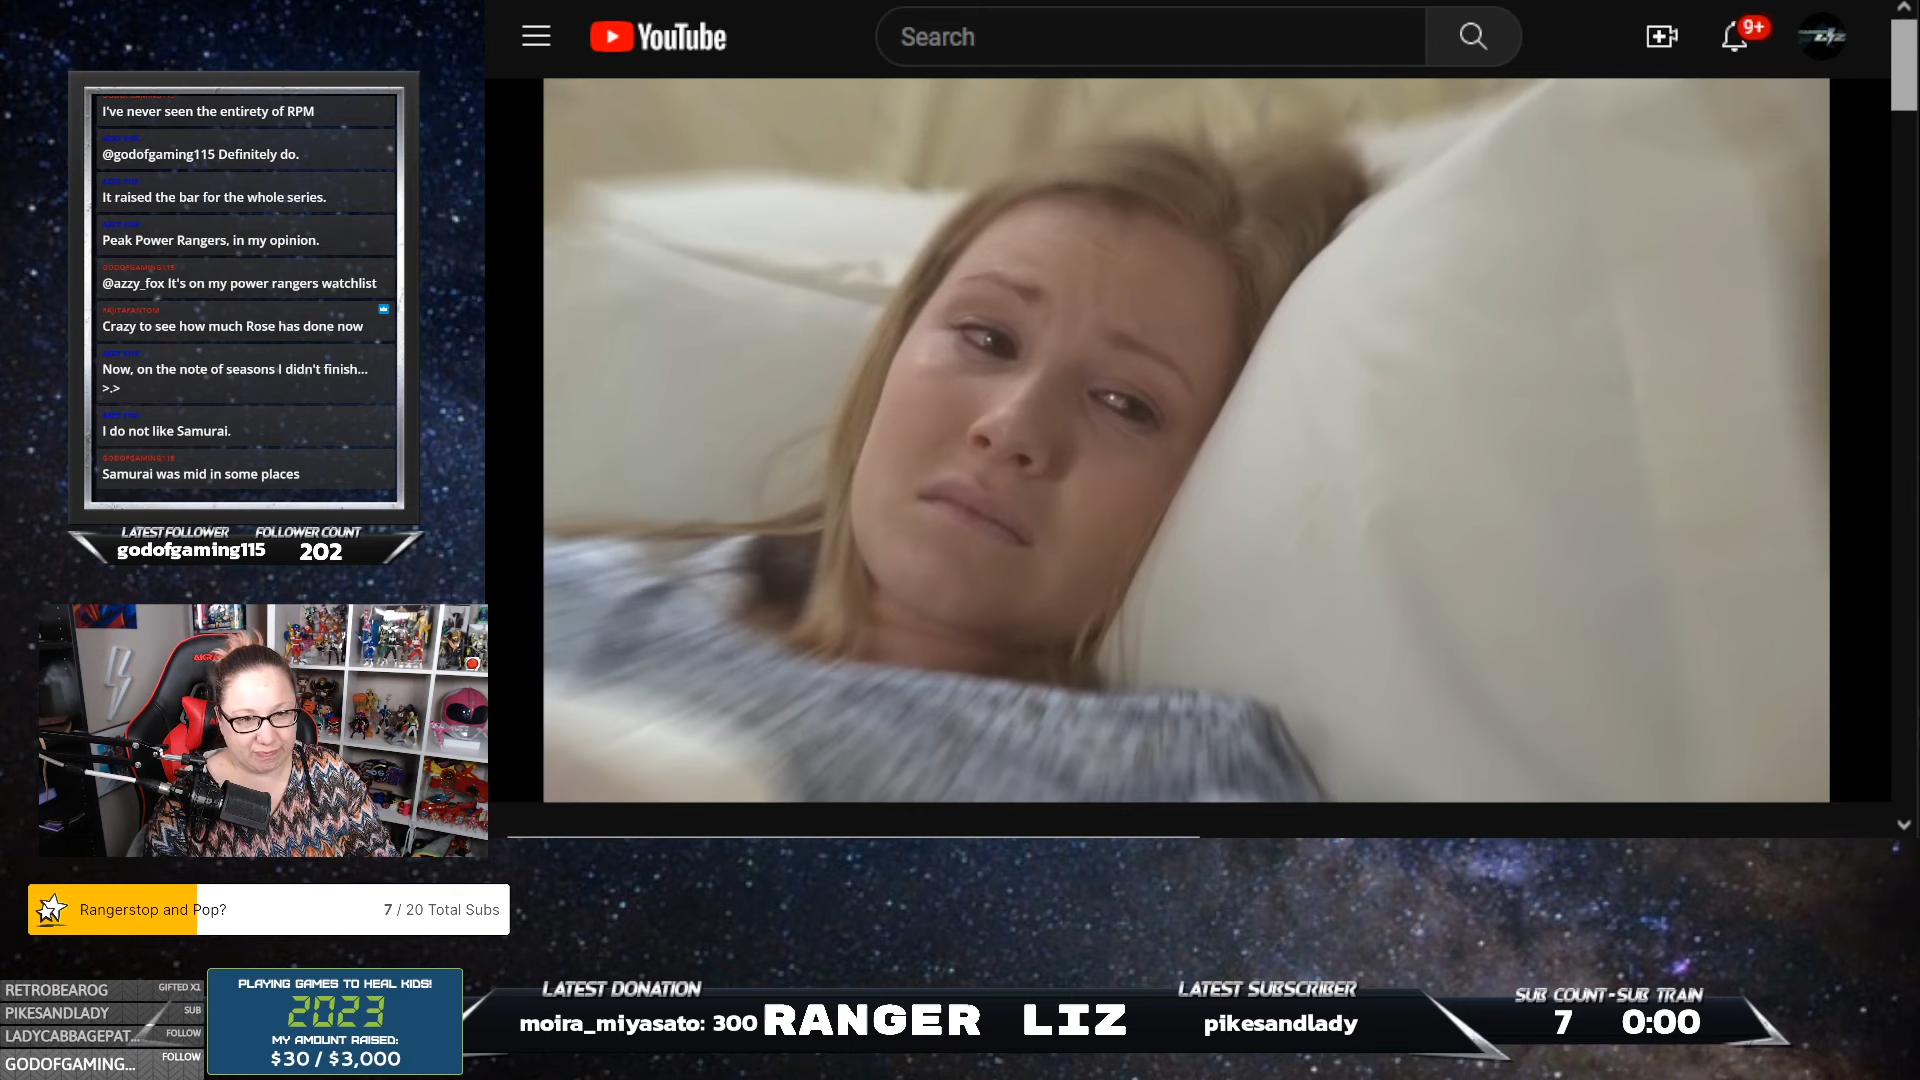 YouTube
Search
9+
I've never seen the entirety of RPM
@godofgaming115 Definitely do.
It raised the bar for the whole series.
Peak Power Rangers, in my opinion.
GODOFGAMING115
@azzy_fox It's on my power rangers watchlist
Crazy to see how much Rose has done now
Now, on the note of seasons I didn't finish...
>.>
I do not like Samurai.
GODOFGAMING115
Samurai was mid in some places
LATEST FOLLOWER
FOLLOWER COUNT
godofgaming115
202
Rangerstop and Pop?
7 / 20 Total Subs
RETROBEAROG
GIFTED X1
PIKESANDLADY
SUB
LADYCABBAGEPAT...
FOLLOW
GODOFGAMING...
FOLLOW
PLAYING GAMES TO HEAL KIDS!
2023
MY AMOUNT RAISED:
$30 / $3,000
LATEST DONATION
moira_miyasato: 300
RANGER LIZ
LATEST SUBSCRIBER
pikesandlady
SUB COUNT-SUB TRAIN
7
0:00